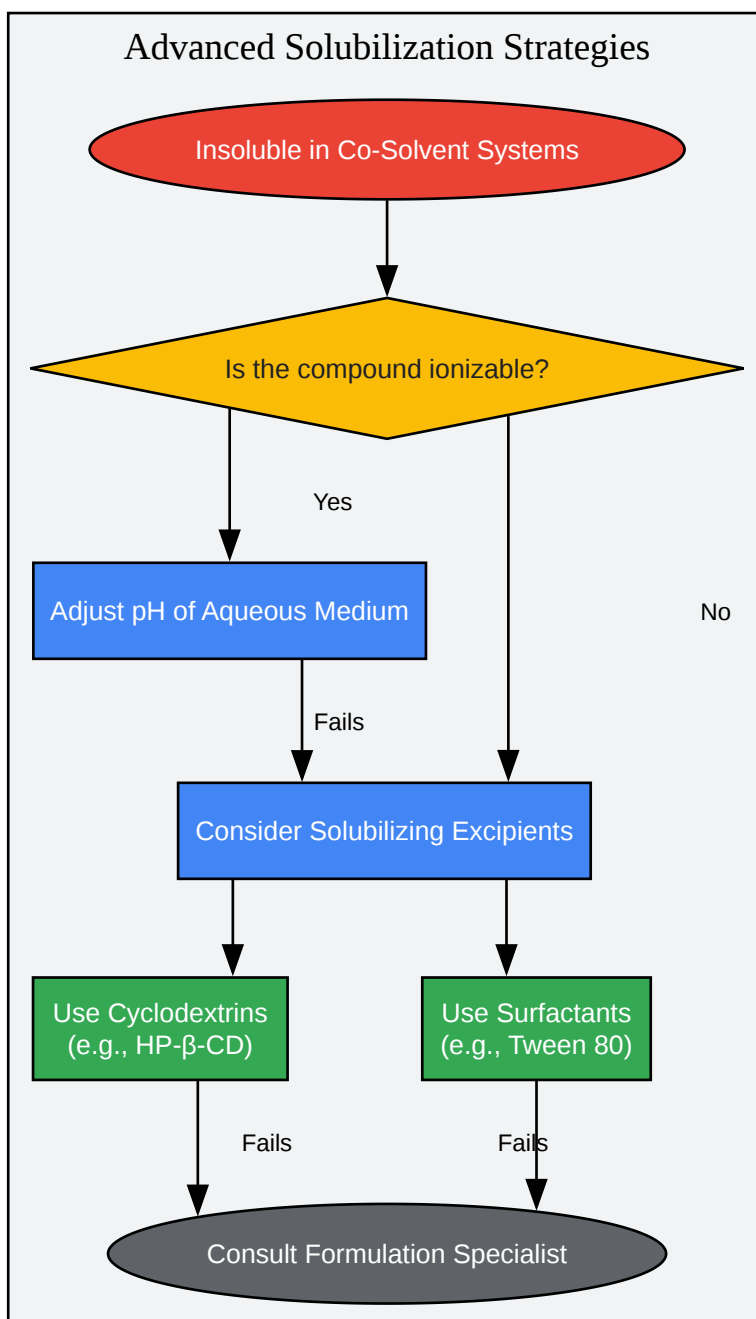 Advanced Solubilization Strategies
Insoluble in Co-Solvent Systems
Is the compound ionizable?
Yes
Adjust pH of Aqueous Medium
No
Fails
Consider Solubilizing Excipients
Use Cyclodextrins
(e.g., HP-β-CD)
Use Surfactants
(e.g., Tween 80)
Fails
Fails
Consult Formulation Specialist